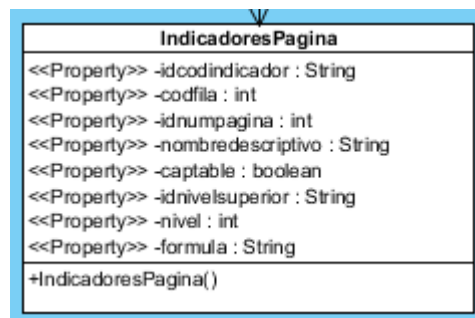 IndicadoresPagina
<<Property>> -idcodindicador : String
<<Property>> -codfila : int
<<Property>> -idnumpagina : int
<<Property>> -nombredescriptivo : String
<<Property>> -captable : boolean
<<Property>> -idnivelsuperior : String
<<Property>> -nivel : int
<<Property>> -formula : String
+IndicadoresPagina()